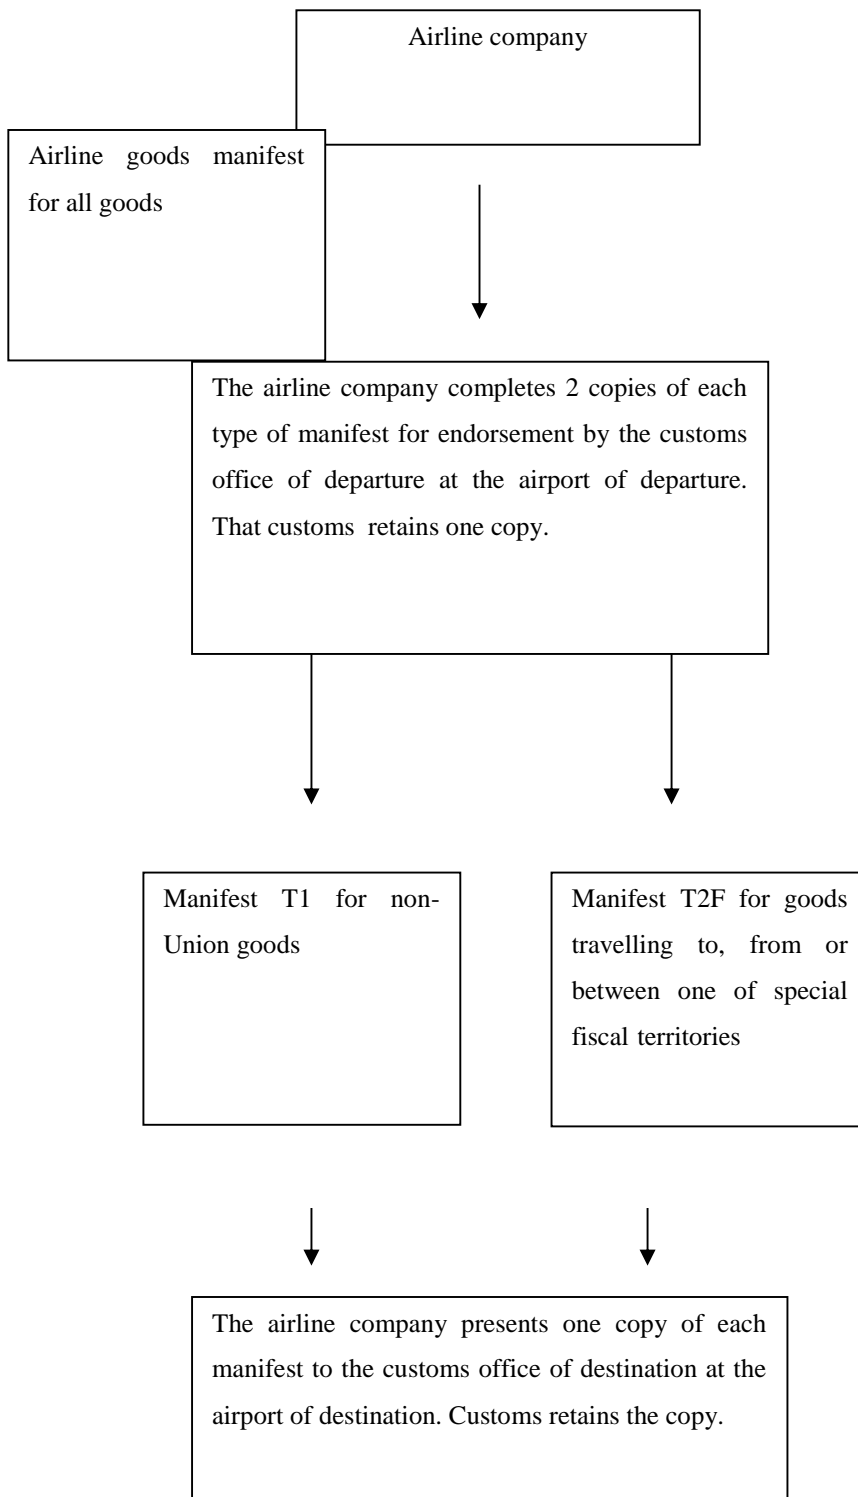 Airline company
Airline goods manifest
for all goods
The airline company completes 2 copies of each
type of manifest for endorsement by the customs
office of departure at the airport of departure.
That customs  retains one copy.
Manifest T1 for non-
Union goods
Manifest T2F for goods
travelling to, from or
between one of special
fiscal territories
The airline company presents one copy of each
manifest to the customs office of destination at the
airport of destination. Customs retains the copy.